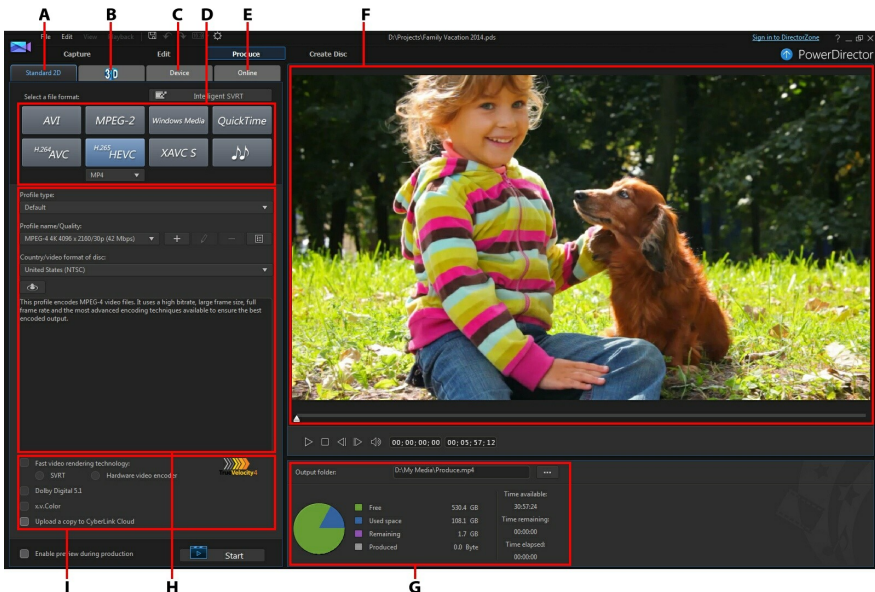 A B C D E F
File Edit View Playback
D:\Projects\Family Vacation 2014.pds
Sign in to DirectorZone ? _
Capture Edit Produce Create Disc
PowerDirector
Standard 2D 3D Device Online
Select a file format:
Intelligent SVRT
AVI MPEG-2 Windows Media QuickTime
H.264 AVC H.265 HEVC XAVC S
MP4
Profile type:
Default
Profile name/Quality:
MPEG-4 4K 4096 x 2160/30p (42 Mbps)
Country/video format of disc:
United States (NTSC)
This profile encodes MPEG-4 video files. It uses a high bitrate, large frame size, full
frame rate and the most advanced encoding techniques available to ensure the best
encoded output.
00;00;00;00 00;05;57;12
Fast video rendering technology:
SVRT Hardware video encoder
TrueVelocity4
Dolby Digital 5.1
x.v.Color
Upload a copy to CyberLink Cloud
Enable preview during production
Start
Output folder: D:\My Media\Produce.mp4 ...
Free 530.4 GB
Used space 108.1 GB
Remaining 1.7 GB
Produced 0.0 Byte
Time available:
30:57:24
Time remaining:
00:00:00
Time elapsed:
00:00:00
I H G